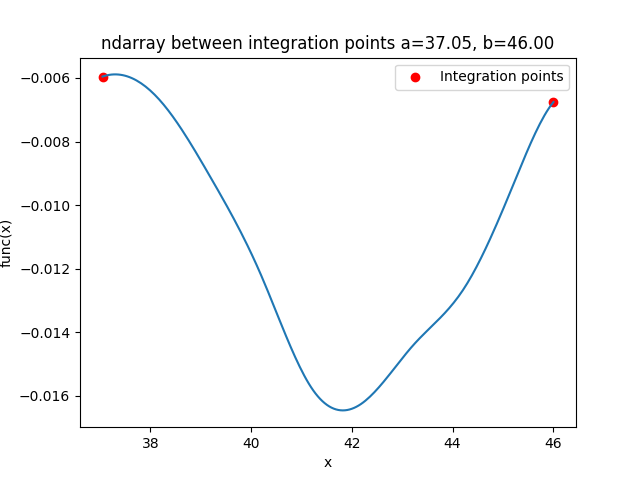 ndarray between integration points a=37.05, b=46.00
Integration points
−0.006
−0.008
−0.010
−0.012
−0.014
−0.016
func(x)
38 40 42 44 46
x